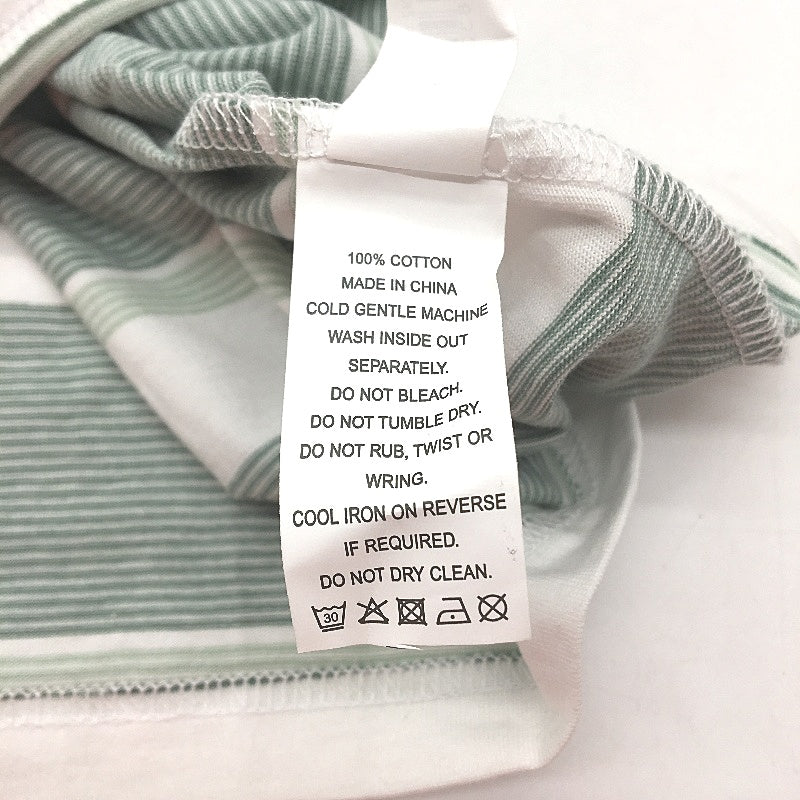 100% COTTON
MADE IN CHINA
COLD GENTLE MACHINE
WASH INSIDE OUT
SEPARATELY.
DO NOT BLEACH.
DO NOT TUMBLE DRY.
DO NOT RUB, TWIST OR
WRING.
COOL IRON ON REVERSE
IF REQUIRED.
DO NOT DRY CLEAN.
30